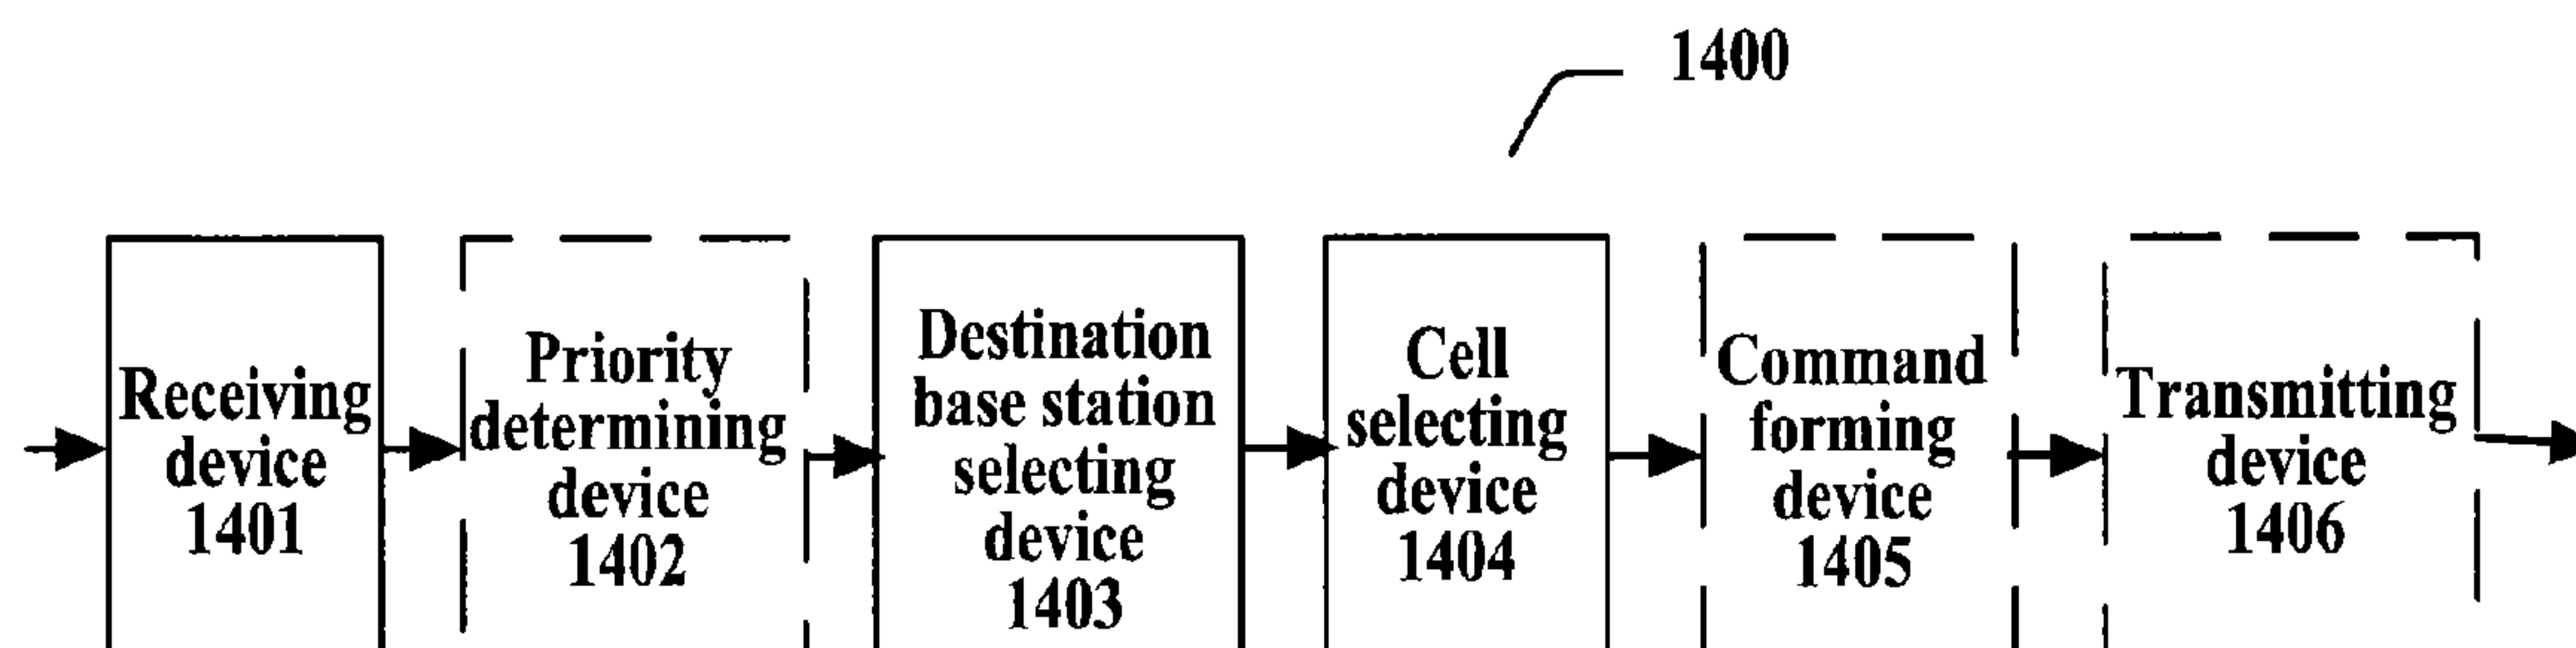 1400
Receiving
device
1401
Priority
determining
device
1402
Destination
base station
selecting
device
1403
Cell
selecting
device
1404
Command
forming
device
1405
Transmitting
device
1406